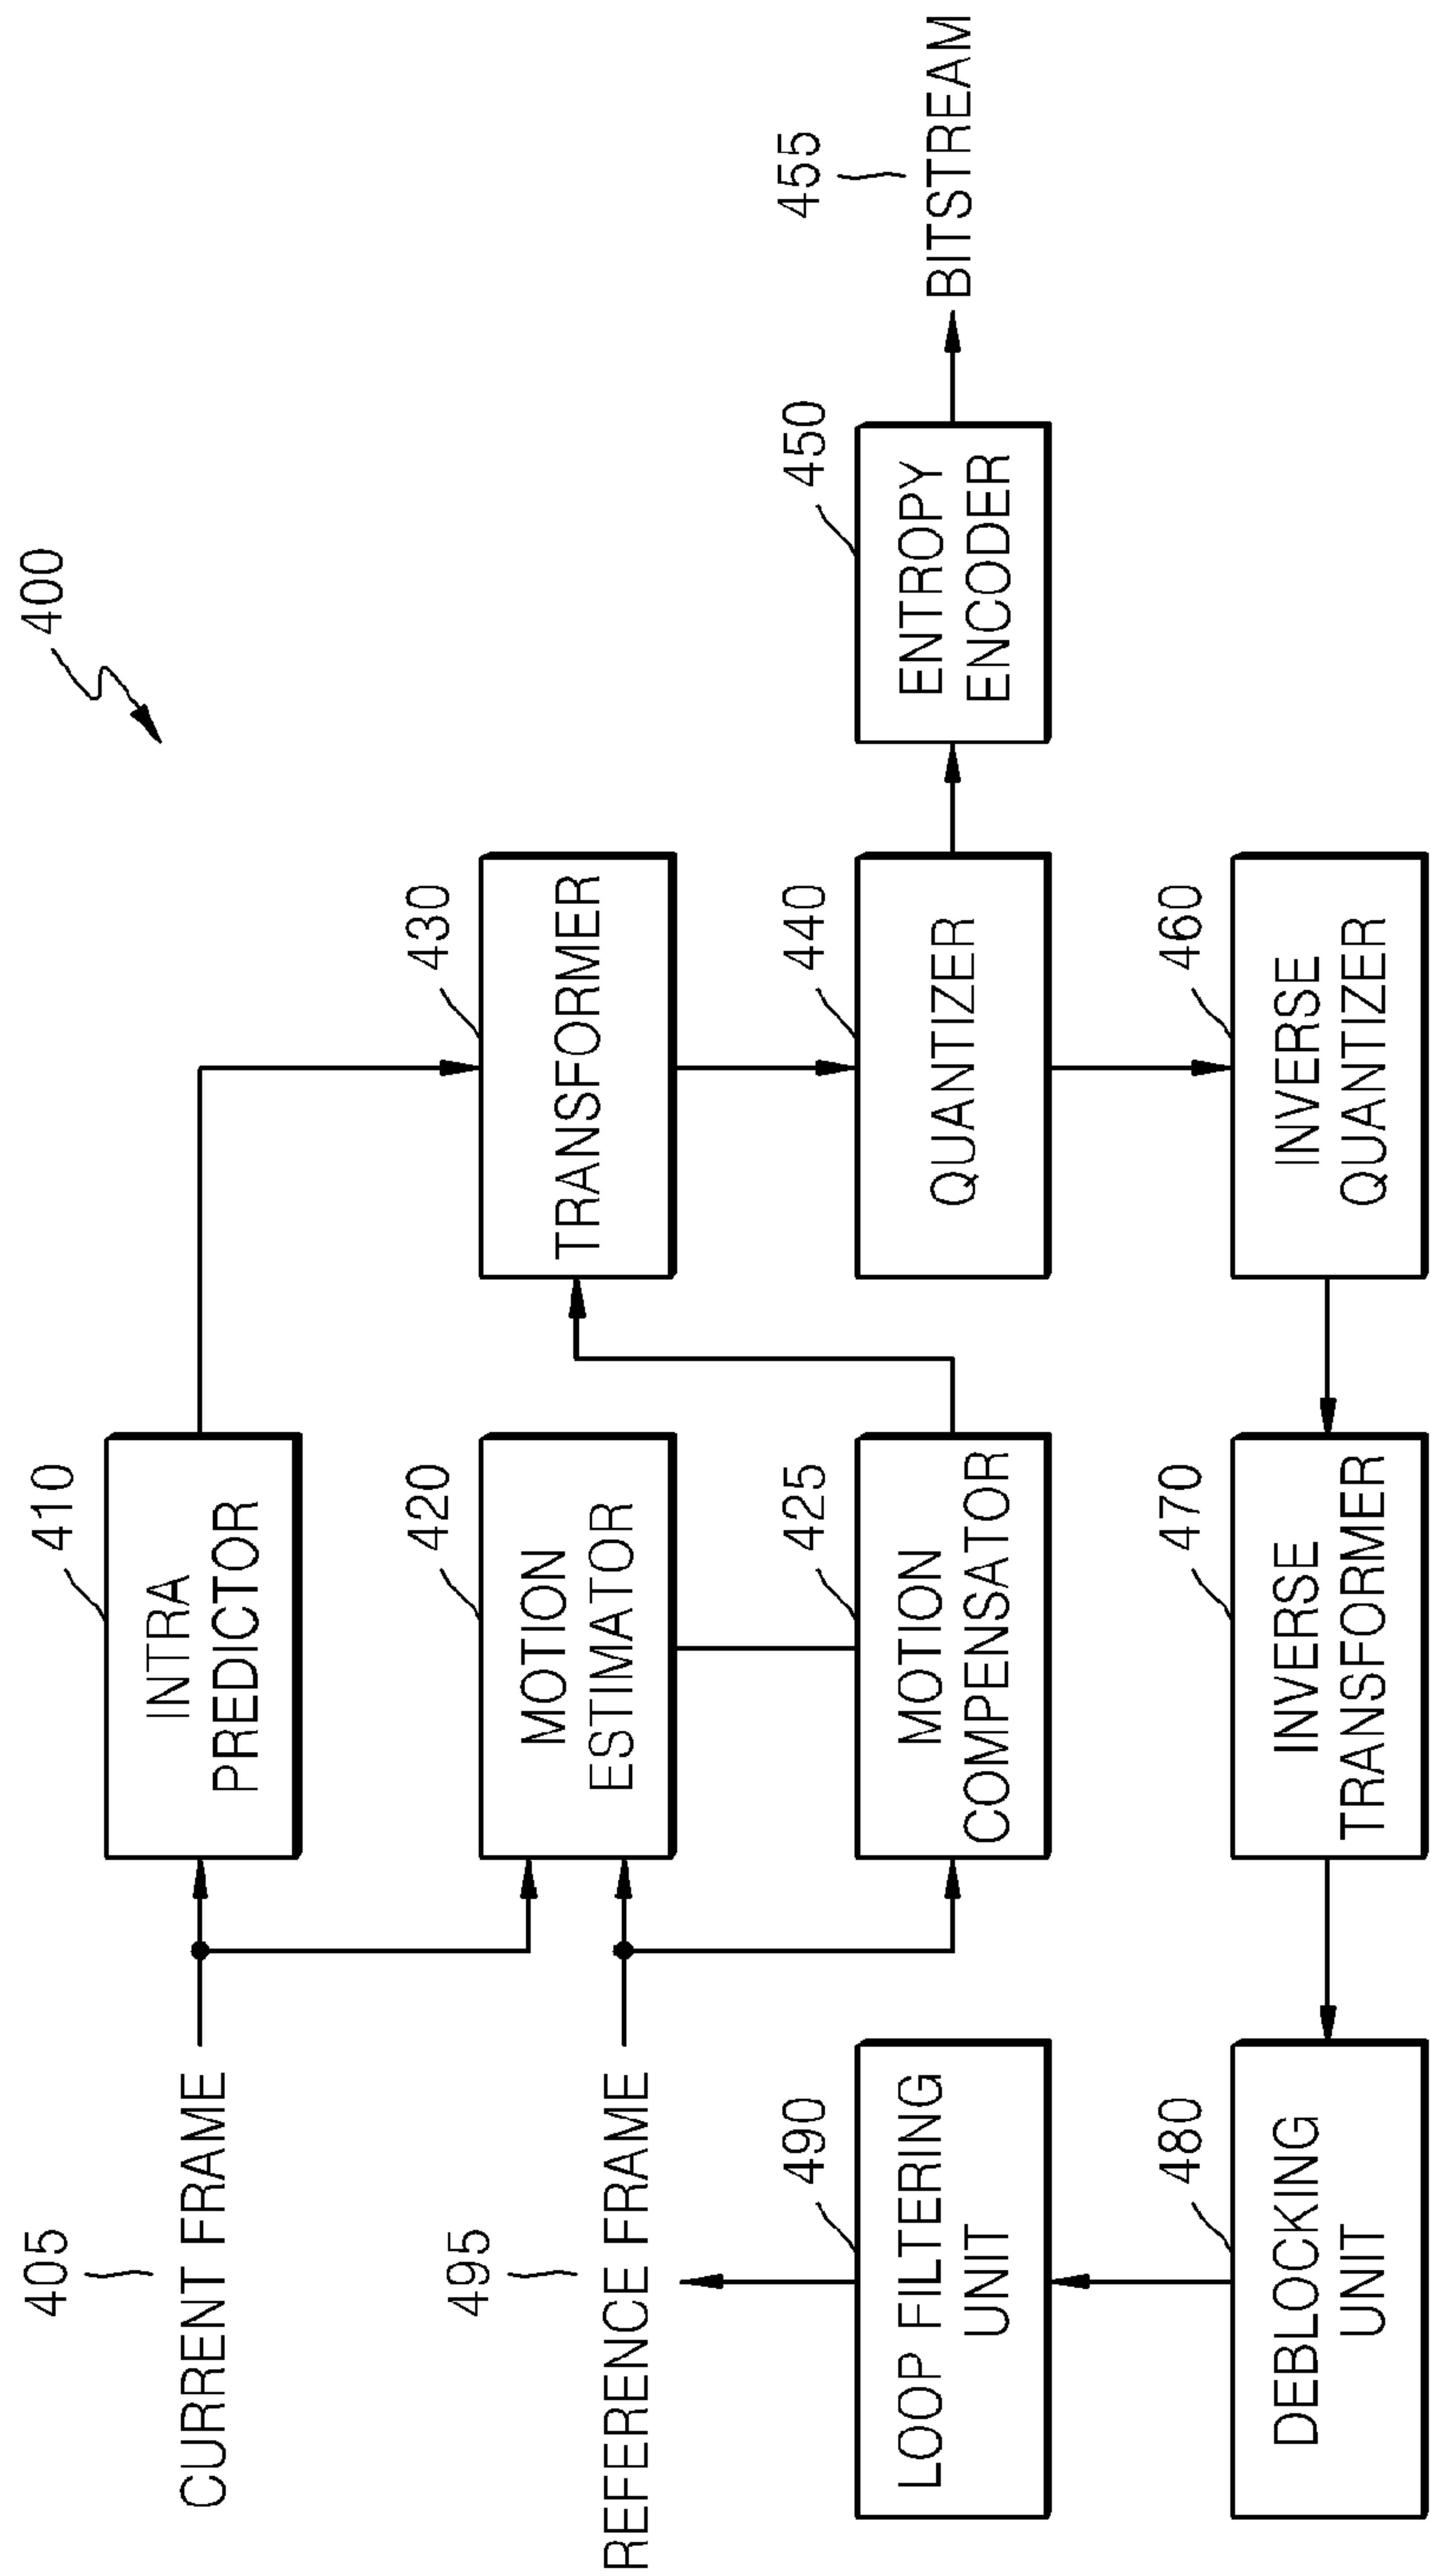 400
405
CURRENT FRAME
410
INTRA
PREDICTOR
495
REFERENCE FRAME
420
MOTION
ESTIMATOR
430
TRANSFORMER
490
LOOP FILTERING
UNIT
425
MOTION
COMPENSATOR
440
QUANTIZER
450
ENTROPY
ENCODER
455
BITSTREAM
480
DEBLOCKING
UNIT
470
INVERSE
TRANSFORMER
460
INVERSE
QUANTIZER